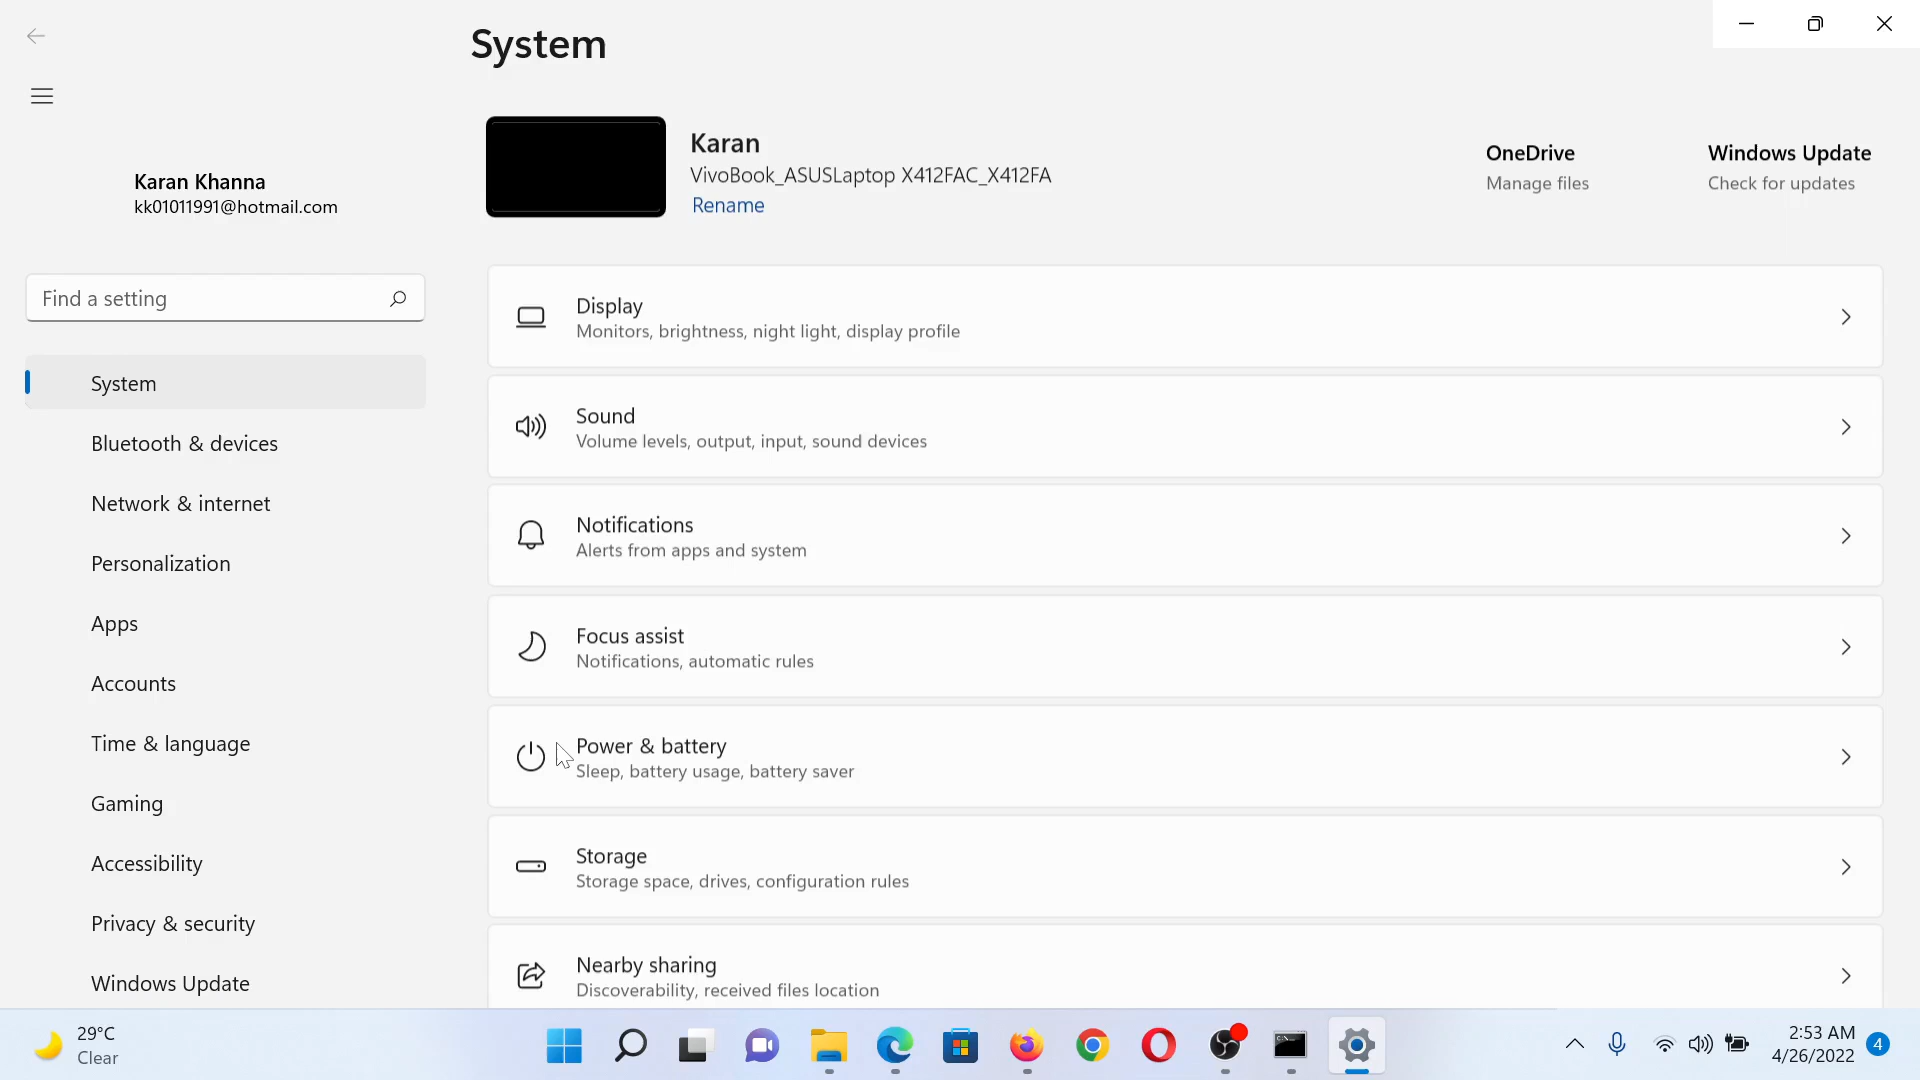 System
Karan Khanna
kk01011991@hotmail.com
Karan
VivoBook_ASUSLaptop X412FAC_X412FA
Rename
OneDrive
Manage files
Windows Update
Check for updates
Find a setting
System
Bluetooth & devices
Network & internet
Personalization
Apps
Accounts
Time & language
Gaming
Accessibility
Privacy & security
Windows Update
Display
Monitors, brightness, night light, display profile
Sound
Volume levels, output, input, sound devices
Notifications
Alerts from apps and system
Focus assist
Notifications, automatic rules
Power & battery
Sleep, battery usage, battery saver
Storage
Storage space, drives, configuration rules
Nearby sharing
Discoverability, received files location
29°C
Clear
2:53 AM
4/26/2022
4